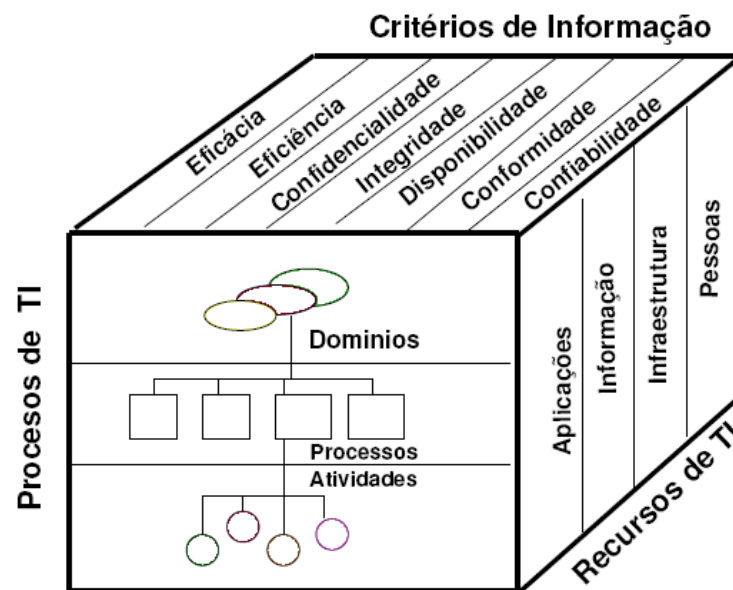 Critérios de Informação
Eficácia
Eficiência
Confidencialidade
Integridade
Disponibilidade
Conformidade
Confiabilidade
Processos de TI
Dominios
Processos
Atividades
Aplicações
Informação
Infraestrutura
Pessoas
Recursos de TI